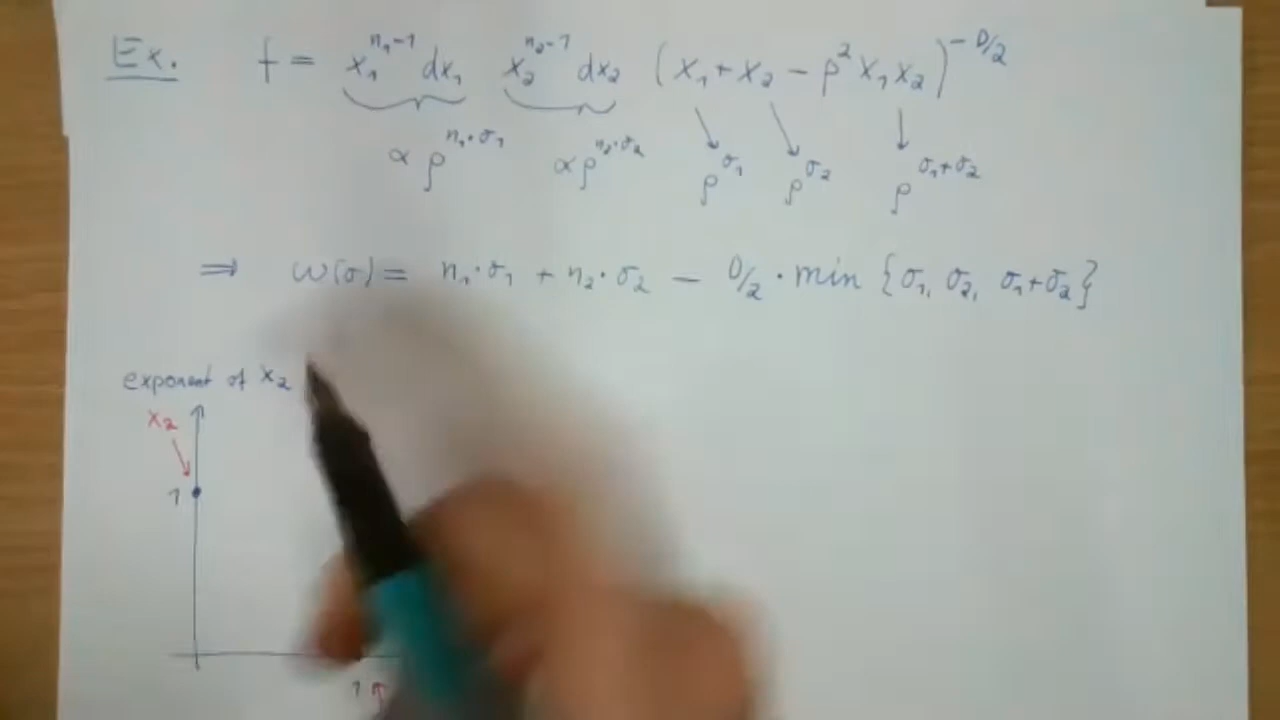 Ex. f = x₁^{n₁-1} dx₁ x₂^{n₂-1} dx₂ (x₁ + x₂ - p² x₁ x₂)^{-D/2}
∝ ρ^{n₁·σ₁} ∝ ρ^{n₂·σ₂} ρ^{σ₁} ρ^{σ₂} ρ^{σ₁+σ₂}
⇒ ω(σ) = n₁·σ₁ + n₂·σ₂ - D/2 · min {σ₁, σ₂, σ₁+σ₂}
exponent of x₂
x₂
1
1